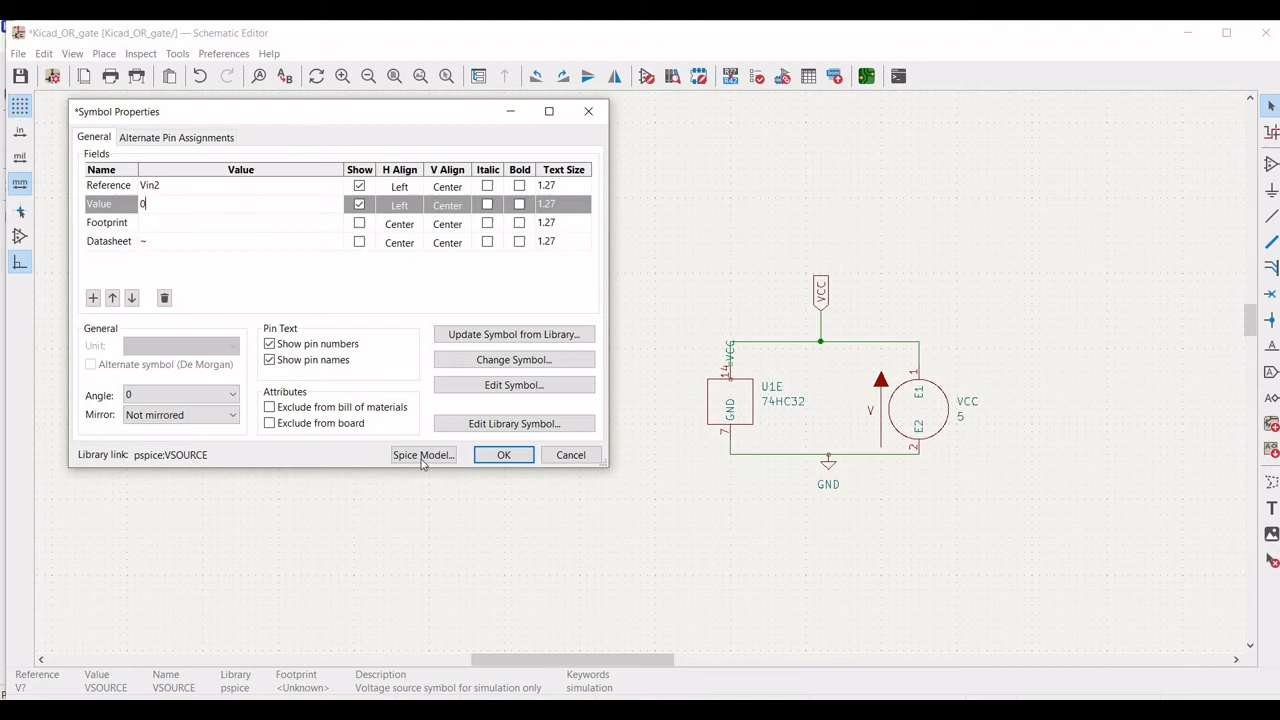 *Kicad_OR_gate [Kicad_OR_gate/] — Schematic Editor
File Edit View Place Inspect Tools Preferences Help
*Symbol Properties
General Alternate Pin Assignments
Fields
Name Value Show H Align V Align Italic Bold Text Size
Reference Vin2 Left Center 1.27
Value 0 Left Center 1.27
Footprint Center Center 1.27
Datasheet ~ Center Center 1.27
General
Unit:
Alternate symbol (De Morgan)
Angle: 0
Mirror: Not mirrored
Pin Text
Show pin numbers
Show pin names
Attributes
Exclude from bill of materials
Exclude from board
Update Symbol from Library...
Change Symbol...
Edit Symbol...
Edit Library Symbol...
Library link: pspice:VSOURCE
Spice Model... OK Cancel
in
mil
mm
VCC
VCC
14
GND
7
U1E
74HC32
V
1
E1
E2
2
VCC
5
GND
A
T
Reference Value Name Library Footprint Description Keywords
V? VSOURCE VSOURCE pspice <Unknown> Voltage source symbol for simulation only simulation